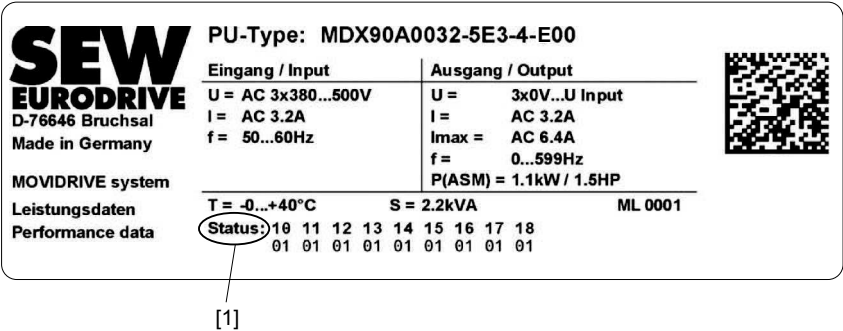 SEW
EURODRIVE
D-76646 Bruchsal
Made in Germany
MOVIDRIVE system
Leistungsdaten
Performance data
PU-Type: MDX90A0032-5E3-4-E00
Eingang / Input
U = AC 3x380...500V
I = AC 3.2A
f = 50...60Hz
Ausgang / Output
U = 3x0V...U Input
I = AC 3.2A
Imax = AC 6.4A
f = 0...599Hz
P(ASM) = 1.1kW / 1.5HP
T = -0...+40°C S = 2.2kVA ML 0001
Status: 10 11 12 13 14 15 16 17 18
01 01 01 01 01 01 01 01 01
[1]